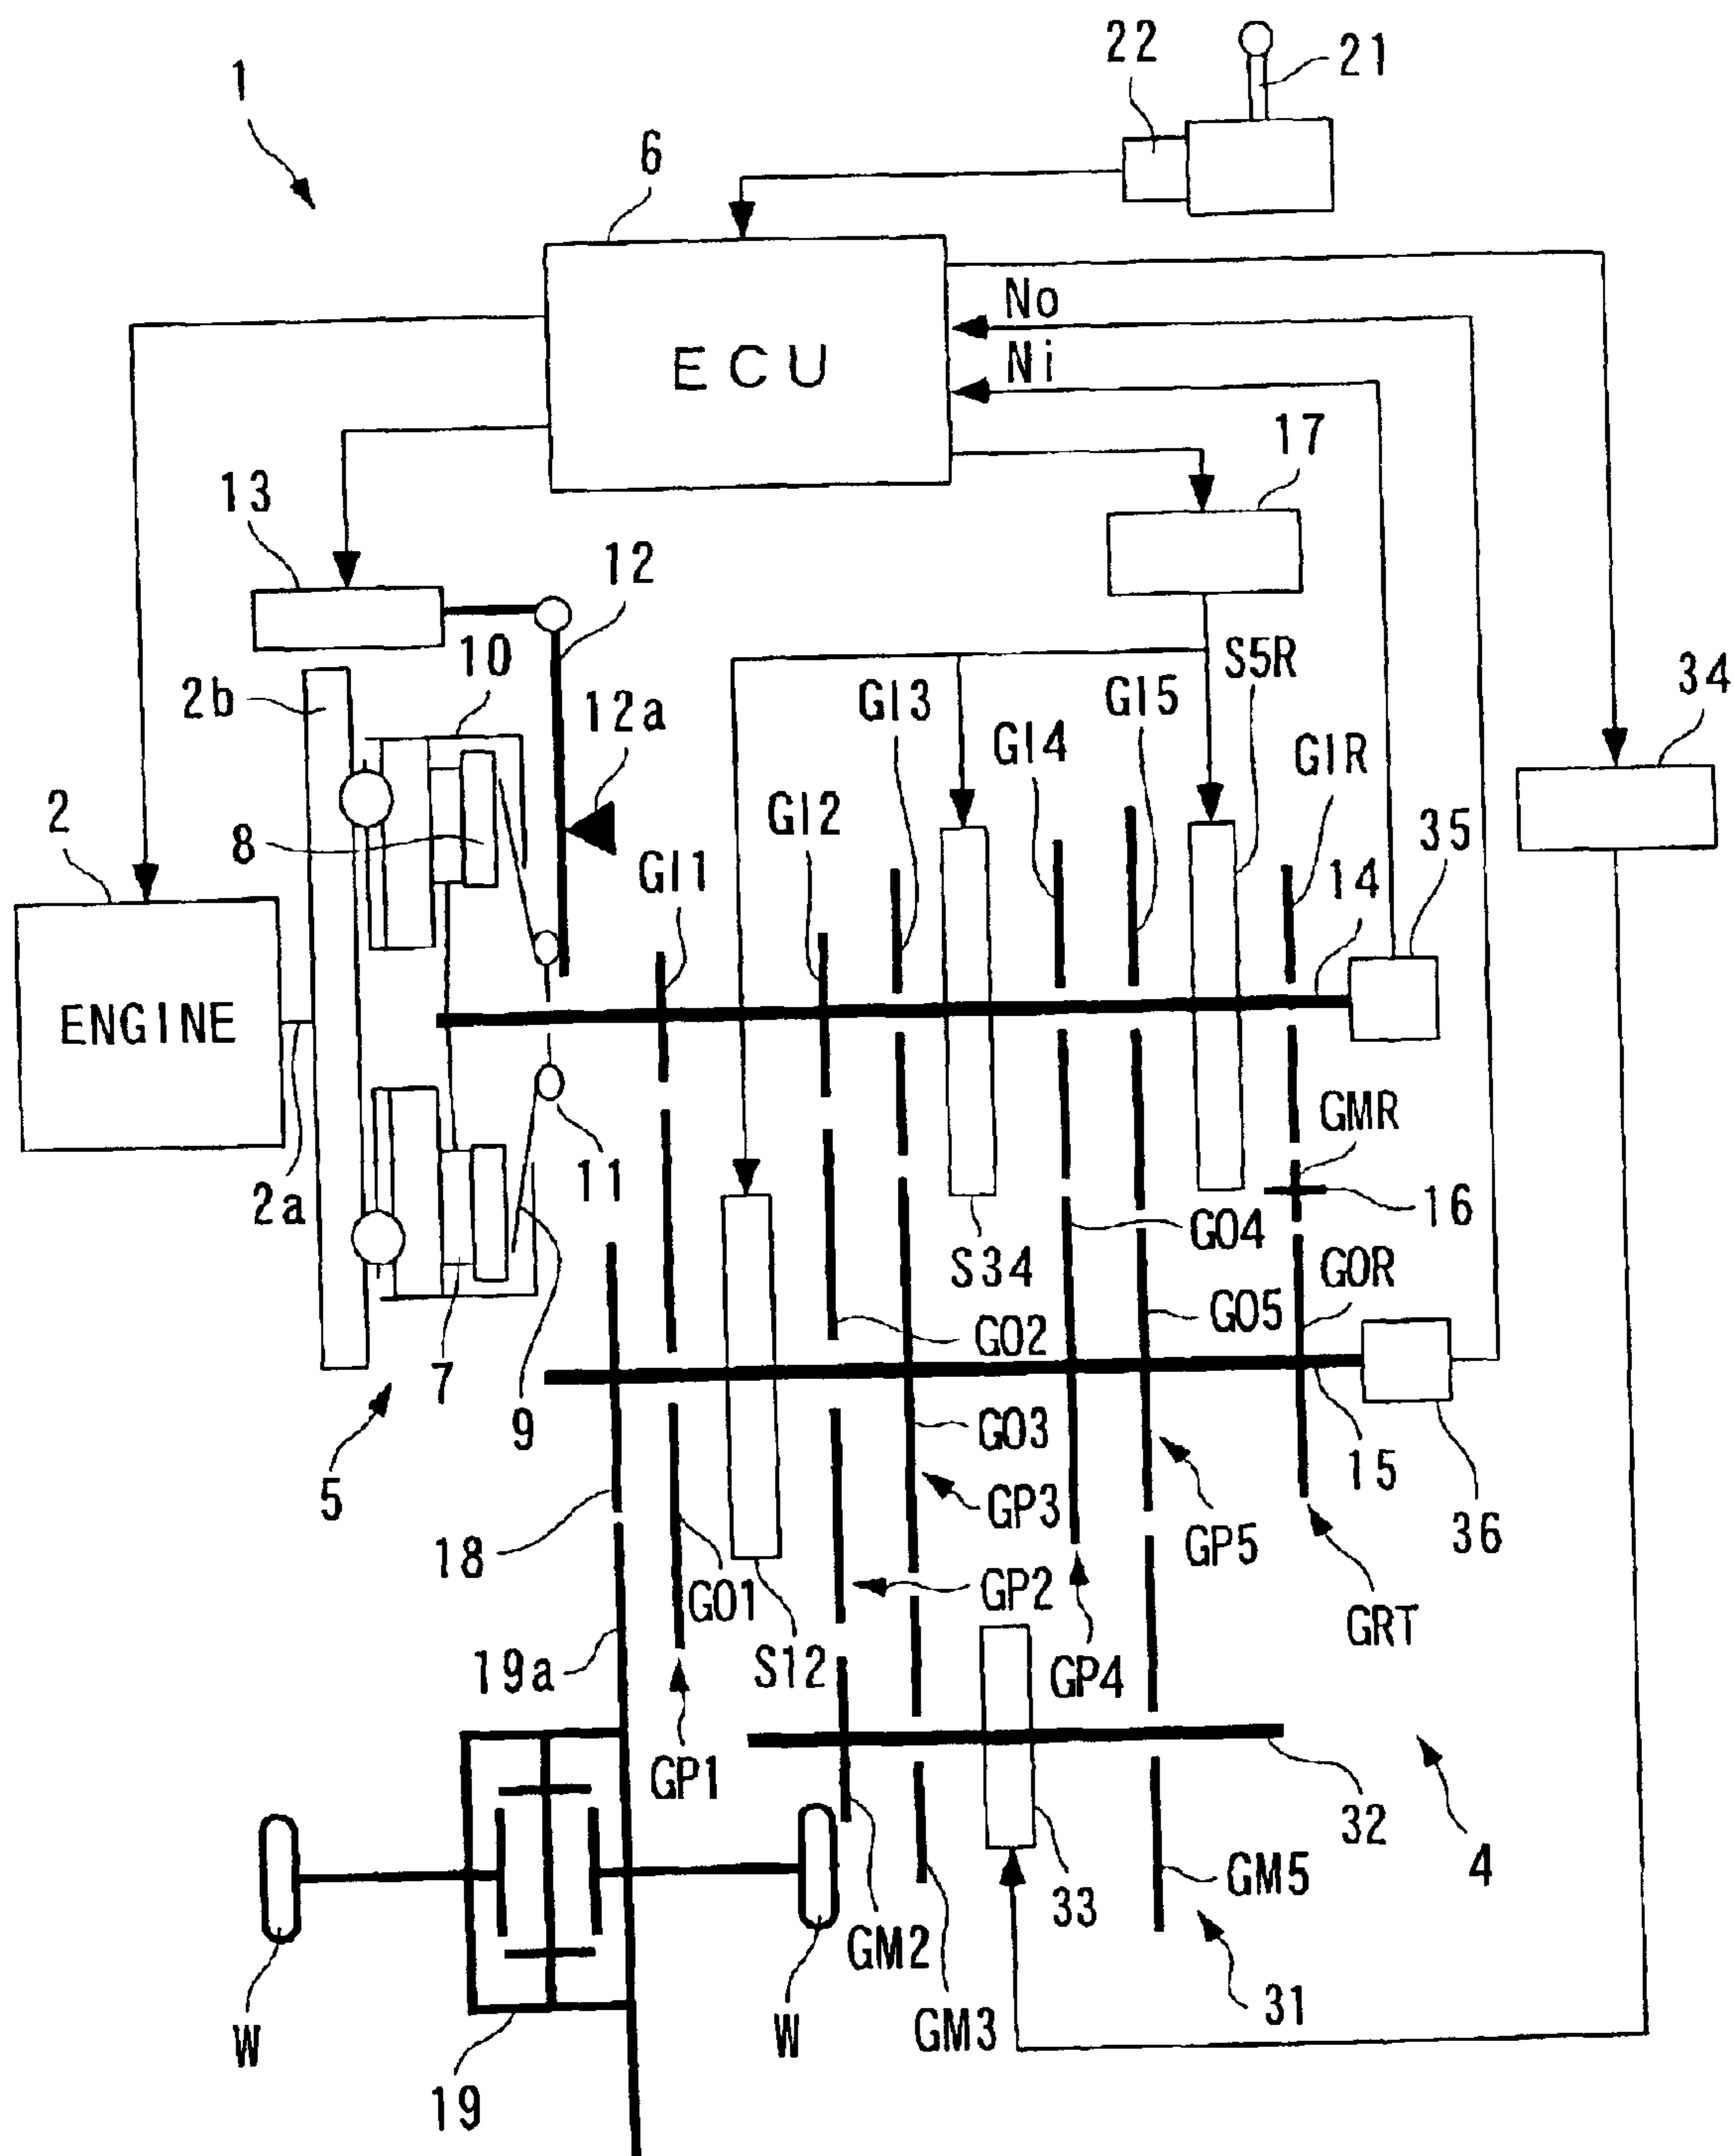 22
21
1
6
No
ECU
Ni
17
13
12
10
S5R
2b
GI3
GI5
34
12a
GI4
GIR
GI2
2
8
35
GI1
14
ENGINE
GMR
11
2a
16
GO4
S34
GOR
GO5
GO2
7
9
GO3
15
5
GP3
36
18
GP5
GO1
GP2
GRT
S12
19a
GP4
GP1
32
4
33
GM5
GM2
31
W
W
GM3
19